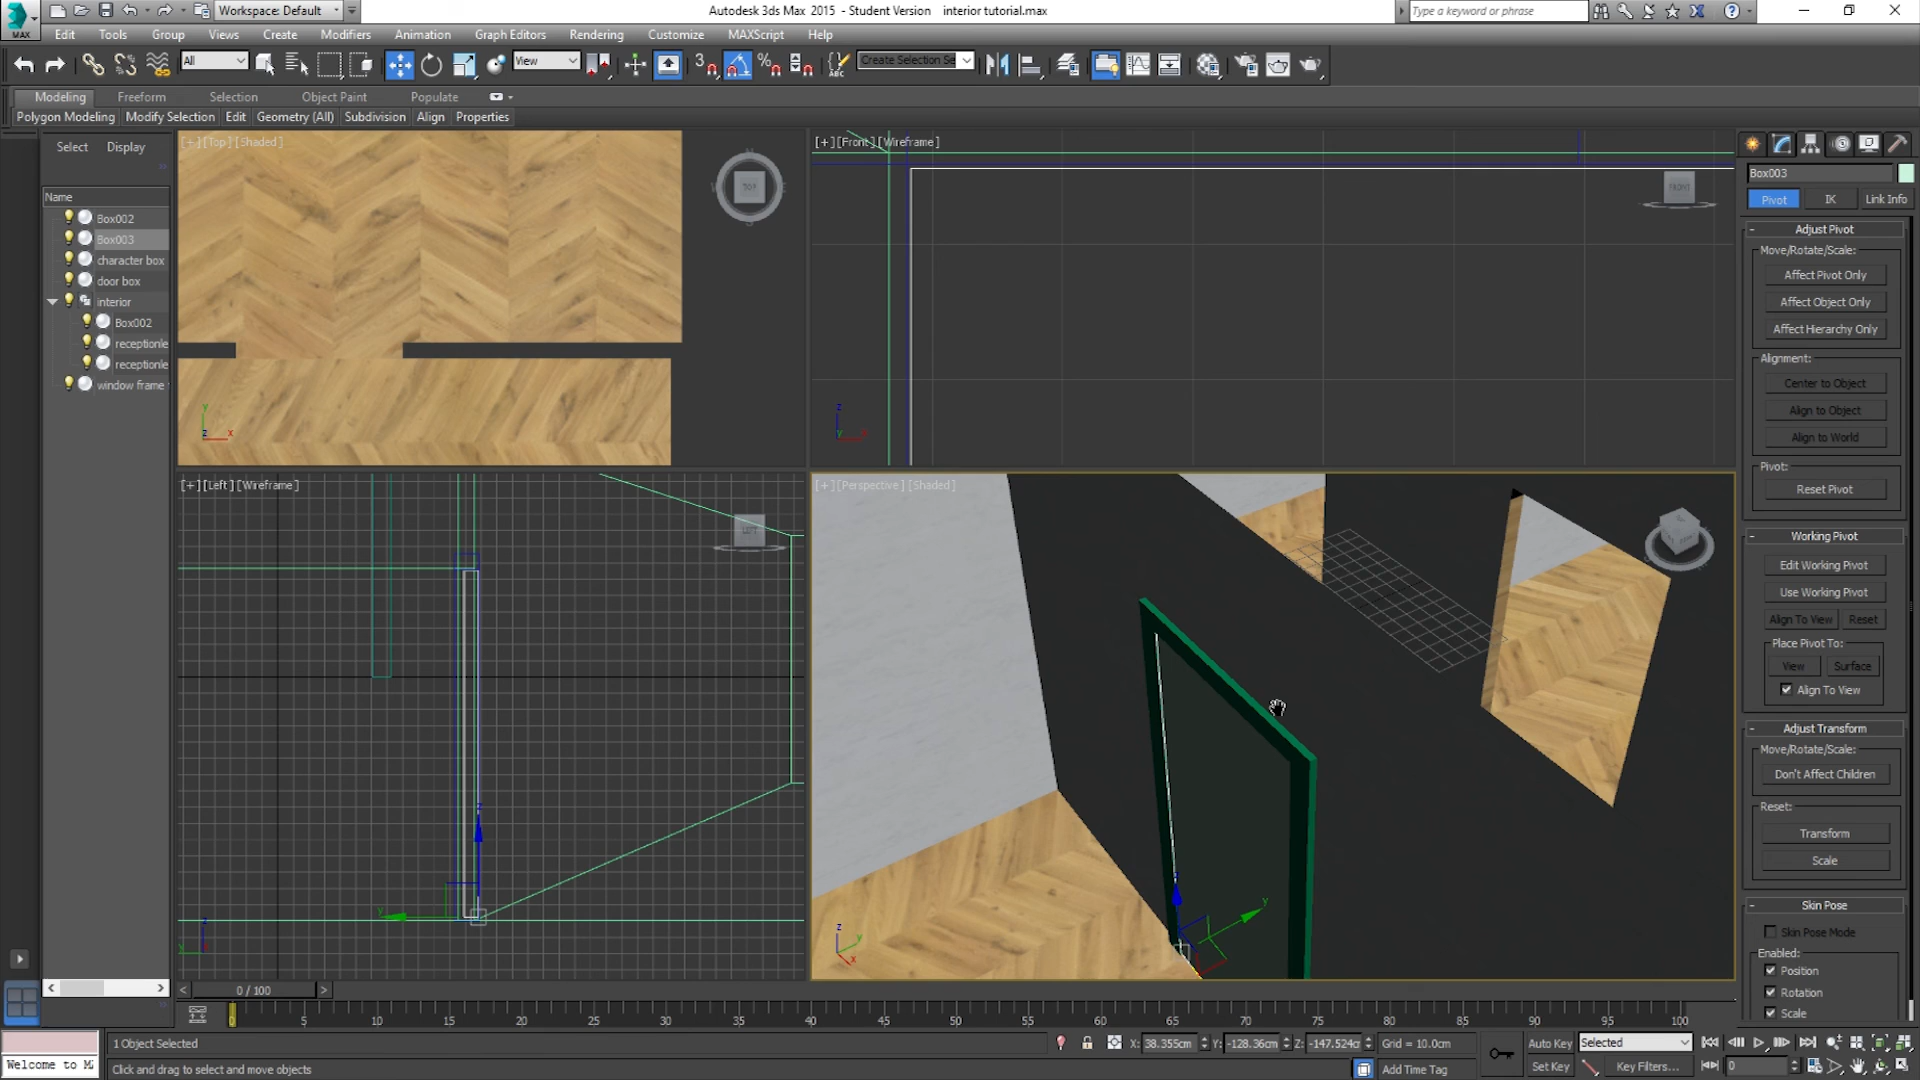 Workspace: Default
Autodesk 3ds Max 2015 - Student Version interior tutorial.max
Type a keyword or phrase
MAX
Edit Tools Group Views Create Modifiers Animation Graph Editors Rendering Customize MAXScript Help
All View 3 % ABC Create Selection Se
Modeling Freeform Selection Object Paint Populate
Polygon Modeling Modify Selection Edit Geometry (All) Subdivision Align Properties
Select Display
Name
Box002
Box003
character box
door box
interior
Box002
receptionle
receptionle
window frame
[+][Top][Shaded]
TOP
y
z x
[+][Front][Wireframe]
FRONT
z
y x
[+][Left][Wireframe]
LEFT
z
y
z
y
[+][Perspective][Shaded]
z
y
z y
x
Box003
Pivot IK Link Info
- Adjust Pivot
Move/Rotate/Scale:
Affect Pivot Only
Affect Object Only
Affect Hierarchy Only
Alignment:
Center to Object
Align to Object
Align to World
Pivot:
Reset Pivot
- Working Pivot
Edit Working Pivot
Use Working Pivot
Align To View Reset
Place Pivot To:
View Surface
Align To View
- Adjust Transform
Move/Rotate/Scale:
Don't Affect Children
Reset:
Transform
Scale
- Skin Pose
Skin Pose Mode
Enabled:
Position
Rotation
Scale
< 0 / 100 >
0 5 10 15 20 25 30 35 40 45 50 55 60 65 70 75 80 85 90 95 100
1 Object Selected X: 38.355cm Y: -128.36cm Z: -147.524cr Grid = 10.0cm Auto Key Selected
Welcome to M Click and drag to select and move objects Add Time Tag Set Key Key Filters... 0